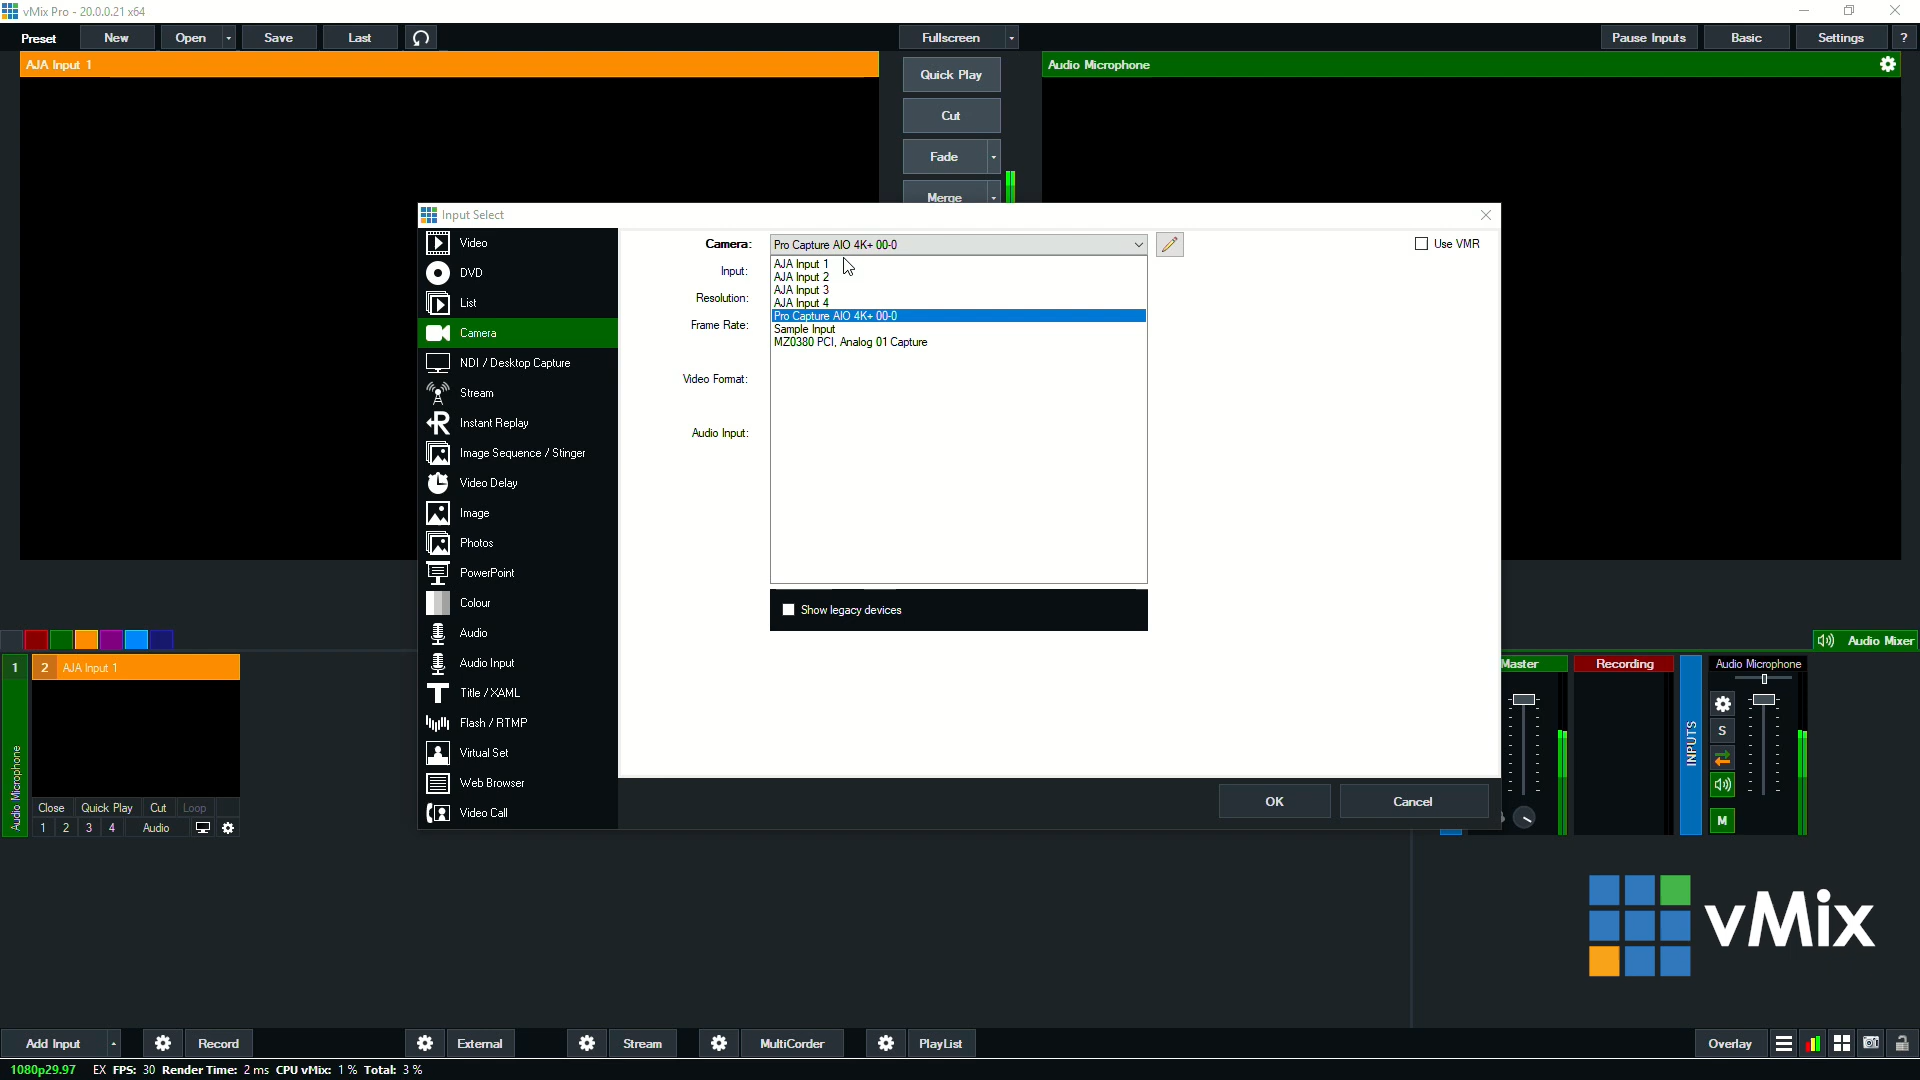 vMix Pro - 20.0.0.21 x64
Preset New Open Save Last Fullscreen Pause Inputs Basic Settings ?
AJA Input 1 Audio Microphone
Quick Play
Cut
Fade
Merge
Input Select
Video
DVD
List
Camera
NDI / Desktop Capture
Stream
Instant Replay
Image Sequence / Stinger
Video Delay
Image
Photos
PowerPoint
Colour
Audio
Audio Input
Title / XAML
Flash / RTMP
Virtual Set
Web Browser
Video Call
Camera: Pro Capture AIO 4K+ 00-0 Use VMR
Input:
Resolution:
Frame Rate:
Video Format:
Audio Input:
AJA Input 1
AJA Input 2
AJA Input 3
AJA Input 4
Pro Capture AIO 4K+ 00-0
Sample Input
MZ0380 PCI, Analog 01 Capture
Show legacy devices
OK Cancel
Audio Mixer
1 2 AJA Input 1
Audio Microphone
Close Quick Play Cut Loop
1 2 3 4 Audio
Master Recording INPUTS Audio Microphone
S
M
vMix
Add Input Record External Stream MultiCorder PlayList Overlay
1080p29.97 EX FPS: 30 Render Time: 2 ms CPU vMix: 1 % Total: 3 %